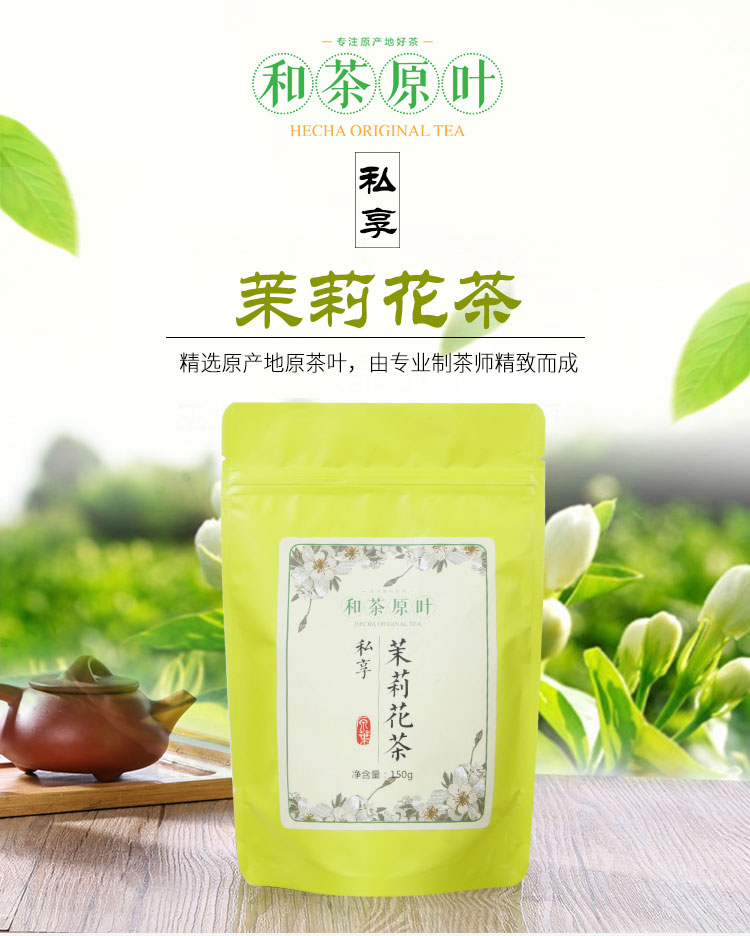 专注原产地好茶
和茶原叶
HECHA ORIGINAL TEA
私享
茉莉花茶
精选原产地原茶叶，由专业制茶师精致而成
和茶原叶
HECHA ORIGINAL TEA
茉莉花茶
私享
净含量：150g